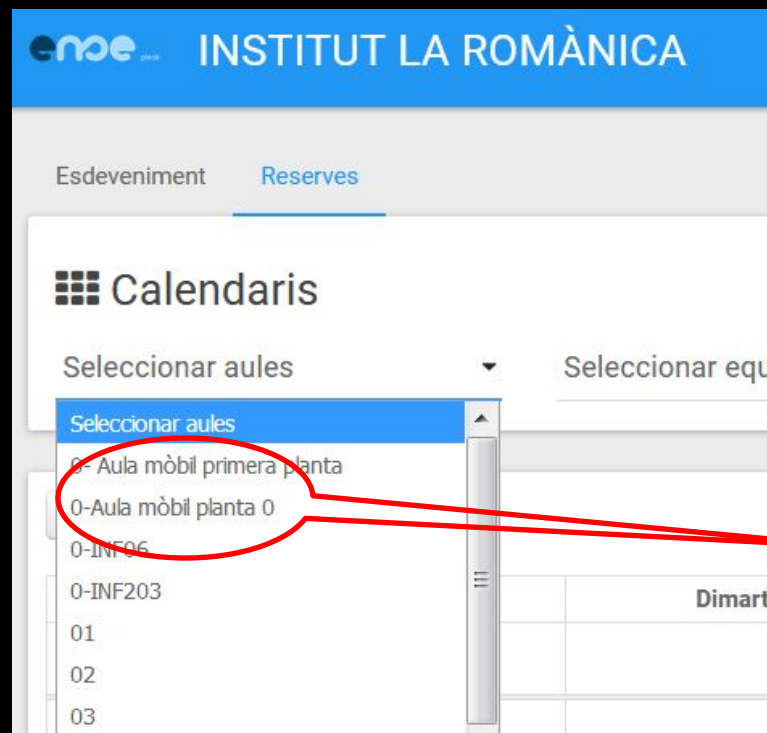 enoe INSTITUT LA ROMÀNICA
Esdeveniment Reserves
Calendaris
Seleccionar aules Seleccionar equ
Seleccionar aules
0- Aula mòbil primera planta
0-Aula mòbil planta 0
0-INF06
0-INF203
Dimart
01
02
03